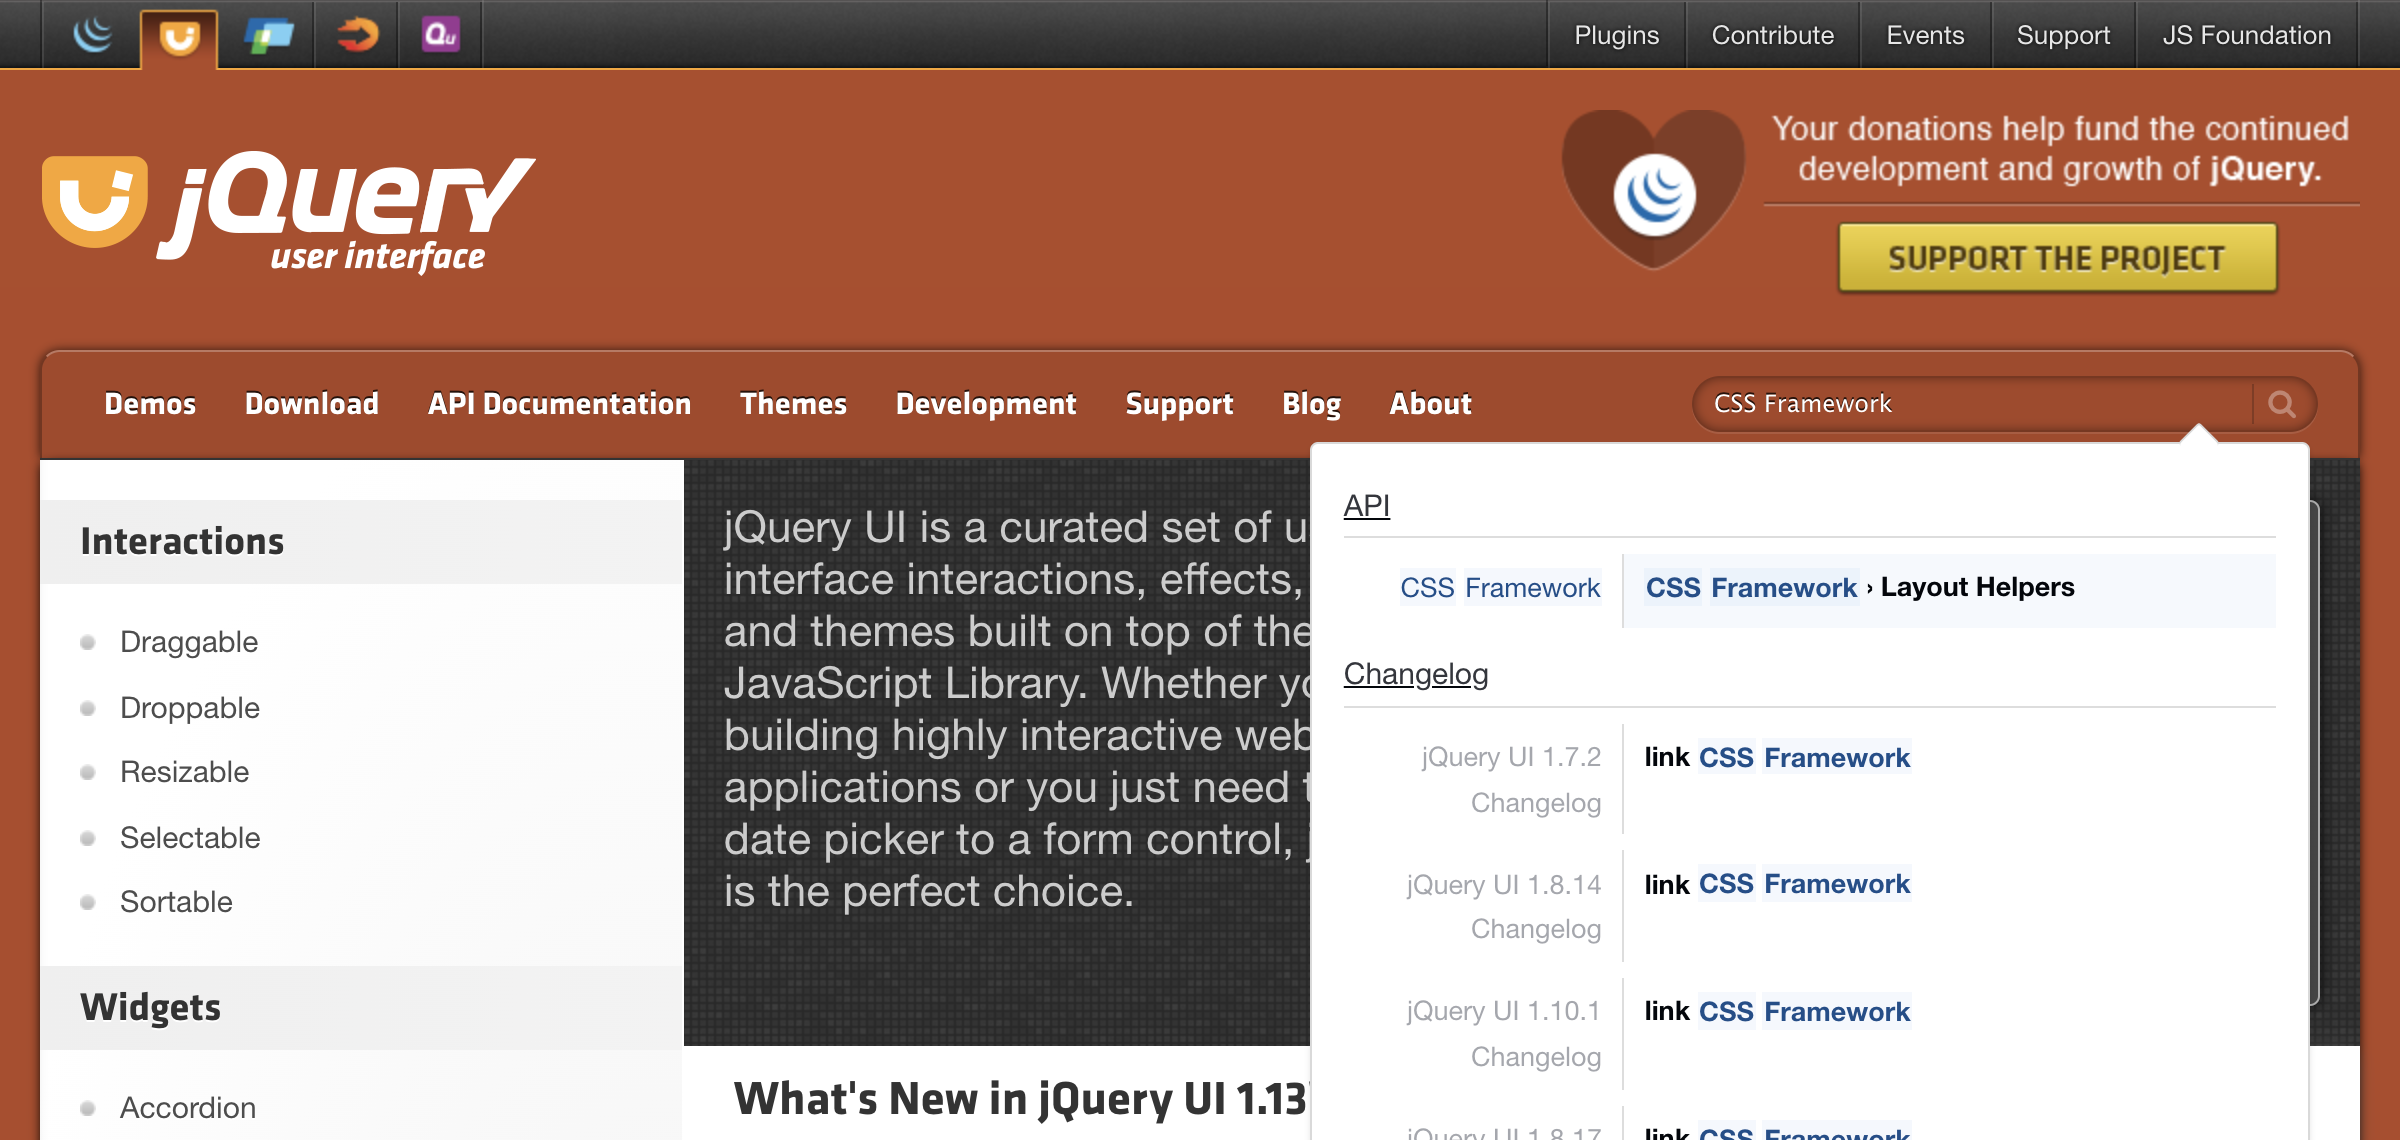 Qu
Plugins
Contribute
Events
Support
JS Foundation
jQuery
user interface
Your donations help fund the continued
development and growth of jQuery.
SUPPORT THE PROJECT
Demos
Download
API Documentation
Themes
Development
Support
Blog
About
CSS Framework
Interactions
Draggable
Droppable
Resizable
Selectable
Sortable
Widgets
Accordion
jQuery UI is a curated set of u
interface interactions, effects,
and themes built on top of the
JavaScript Library. Whether yo
building highly interactive web
applications or you just need t
date picker to a form control, j
is the perfect choice.
What's New in jQuery UI 1.13
API
CSS Framework
CSS Framework › Layout Helpers
Changelog
jQuery UI 1.7.2
Changelog
link CSS Framework
jQuery UI 1.8.14
Changelog
link CSS Framework
jQuery UI 1.10.1
Changelog
link CSS Framework
jQuery UI 1.8.17
link CSS Framework